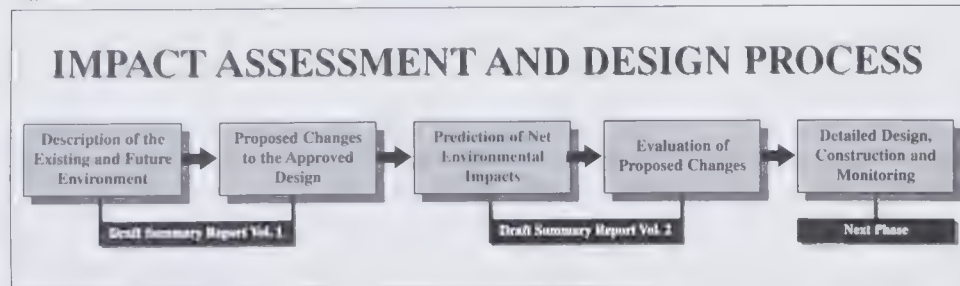 IMPACT ASSESSMENT AND DESIGN PROCESS
Description of the
Existing and Future
Environment
Proposed Changes
to the Approved
Design
Prediction of Net
Environmental
Impacts
Evaluation of
Proposed Changes
Detailed Design,
Construction and
Monitoring
Draft Summary Report Vol. 1
Draft Summary Report Vol. 2
Next Phase